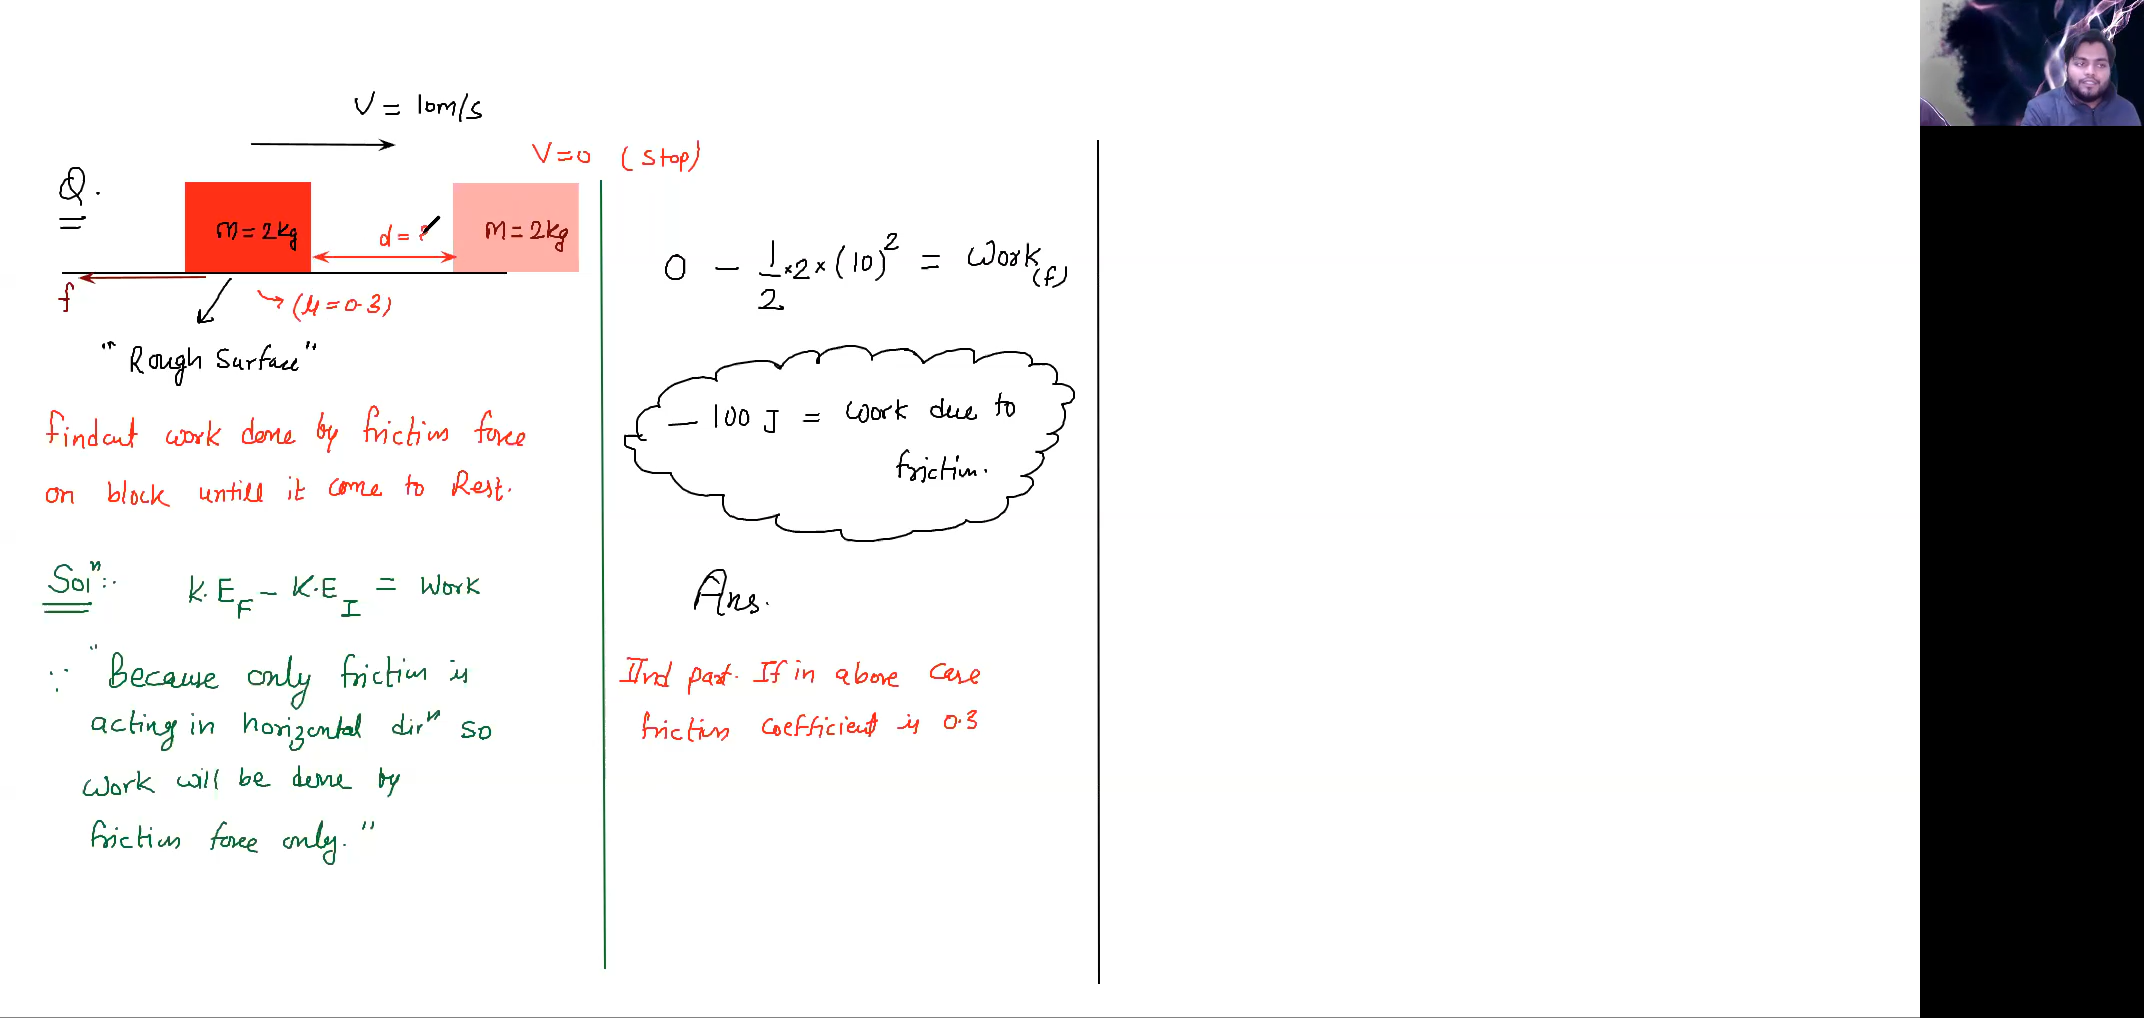 V = 10m/s
V=0 (stop)
Q.
m=2kg
d=?
m=2kg
f
(μ=0.3)
"Rough Surface"
findout work done by friction force
on block untill it come to Rest.
Solⁿ:-
K.E_F - K.E_I = Work
∵ "Because only friction is
acting in horizontal dirⁿ so
work will be done by
friction force only."
0 - 1/2 × 2 × (10)² = Work(f)
- 100 J = work due to
friction.
Ans.
IInd part. If in above case
friction coefficient is 0.3